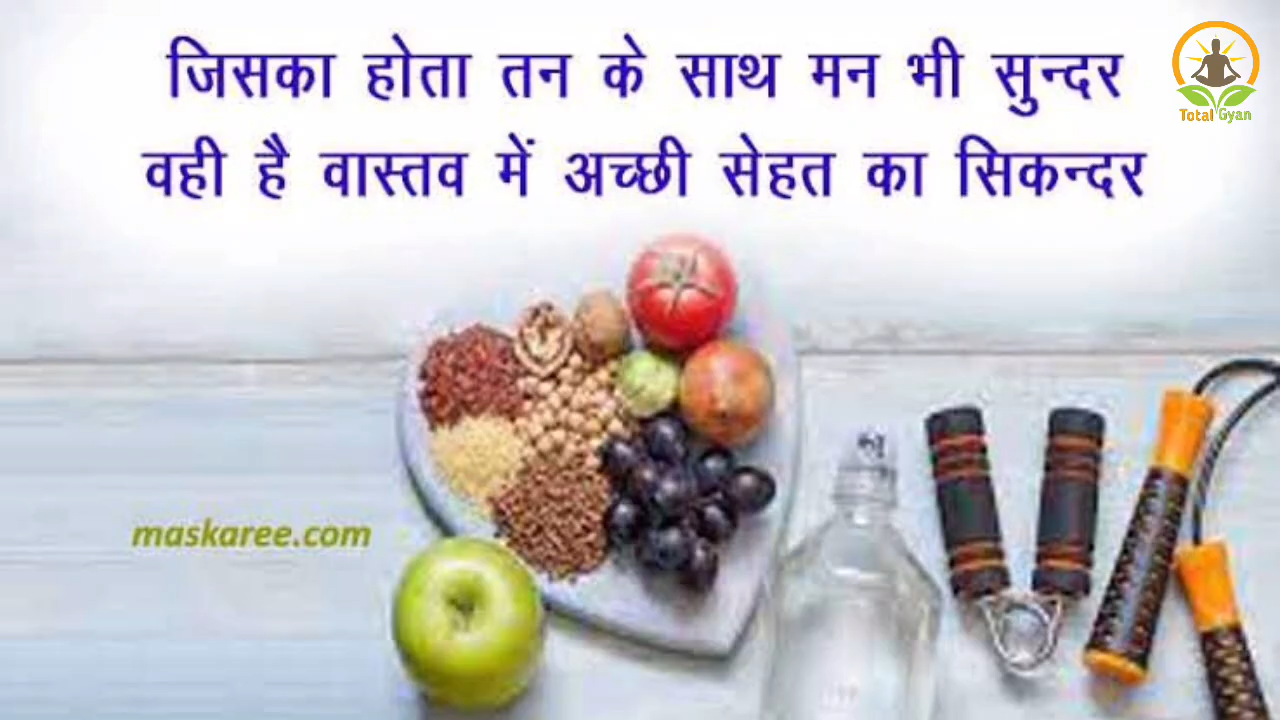 जिसका होता तन के साथ मन भी सुन्दर
वही है वास्तव में अच्छी सेहत का सिकन्दर
Total Gyan
maskaree.com